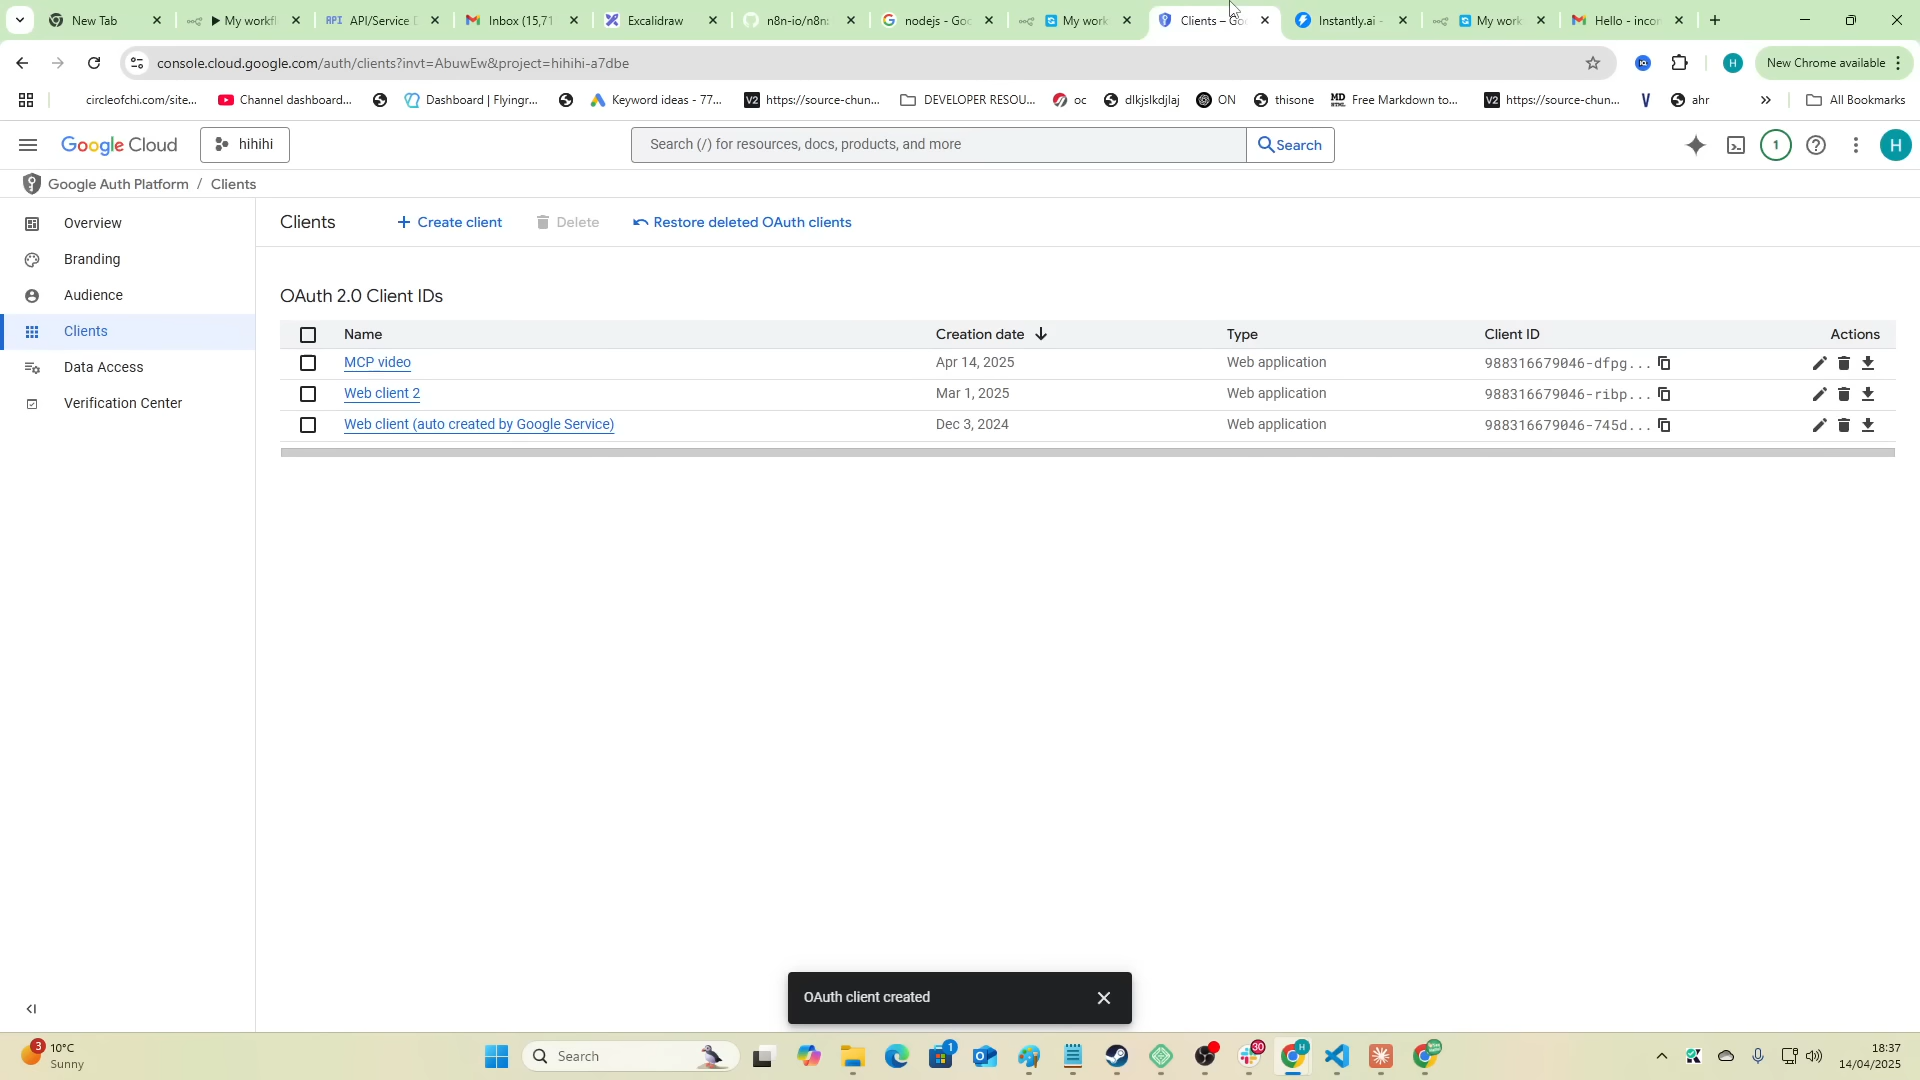 New Tab
My workfl
API API/Service D
Inbox (15,71
Excalidraw
n8n-io/n8n:
nodejs - Goo
My work
Clients – Go
Instantly.ai -
My work
Hello - incor
console.cloud.google.com/auth/clients?invt=AbuwEw&project=hihihi-a7dbe
H
New Chrome available
circleofchi.com/site...
Channel dashboard...
Dashboard | Flyingr...
Keyword ideas - 77...
V2 https://source-chun...
DEVELOPER RESOU...
oc
dlkjslkdjlaj
ON
thisone
MD Free Markdown to...
V2 https://source-chun...
V
ahr
All Bookmarks
Google Cloud
hihihi
Search (/) for resources, docs, products, and more
Search
1
H
Google Auth Platform / Clients
Overview
Branding
Audience
Clients
Data Access
Verification Center
Clients
Create client
Delete
Restore deleted OAuth clients
OAuth 2.0 Client IDs
Name Creation date Type Client ID Actions
MCP video Apr 14, 2025 Web application 988316679046-dfpg...
Web client 2 Mar 1, 2025 Web application 988316679046-ribp...
Web client (auto created by Google Service) Dec 3, 2024 Web application 988316679046-745d...
OAuth client created
3
10°C
Sunny
Search
1
30
H
18:37
14/04/2025